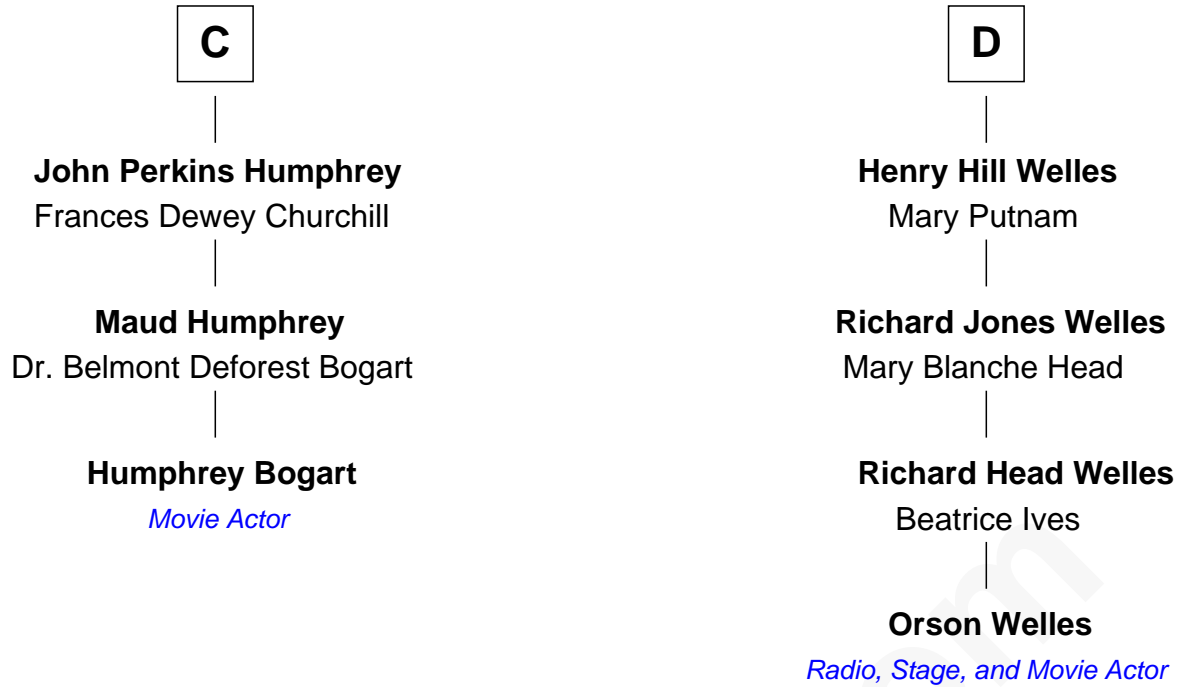 C
John Perkins Humphrey
Frances Dewey Churchill
Maud Humphrey
Dr. Belmont Deforest Bogart
Humphrey Bogart
Movie Actor
D
Henry Hill Welles
Mary Putnam
Richard Jones Welles
Mary Blanche Head
Richard Head Welles
Beatrice Ives
Orson Welles
Radio, Stage, and Movie Actor